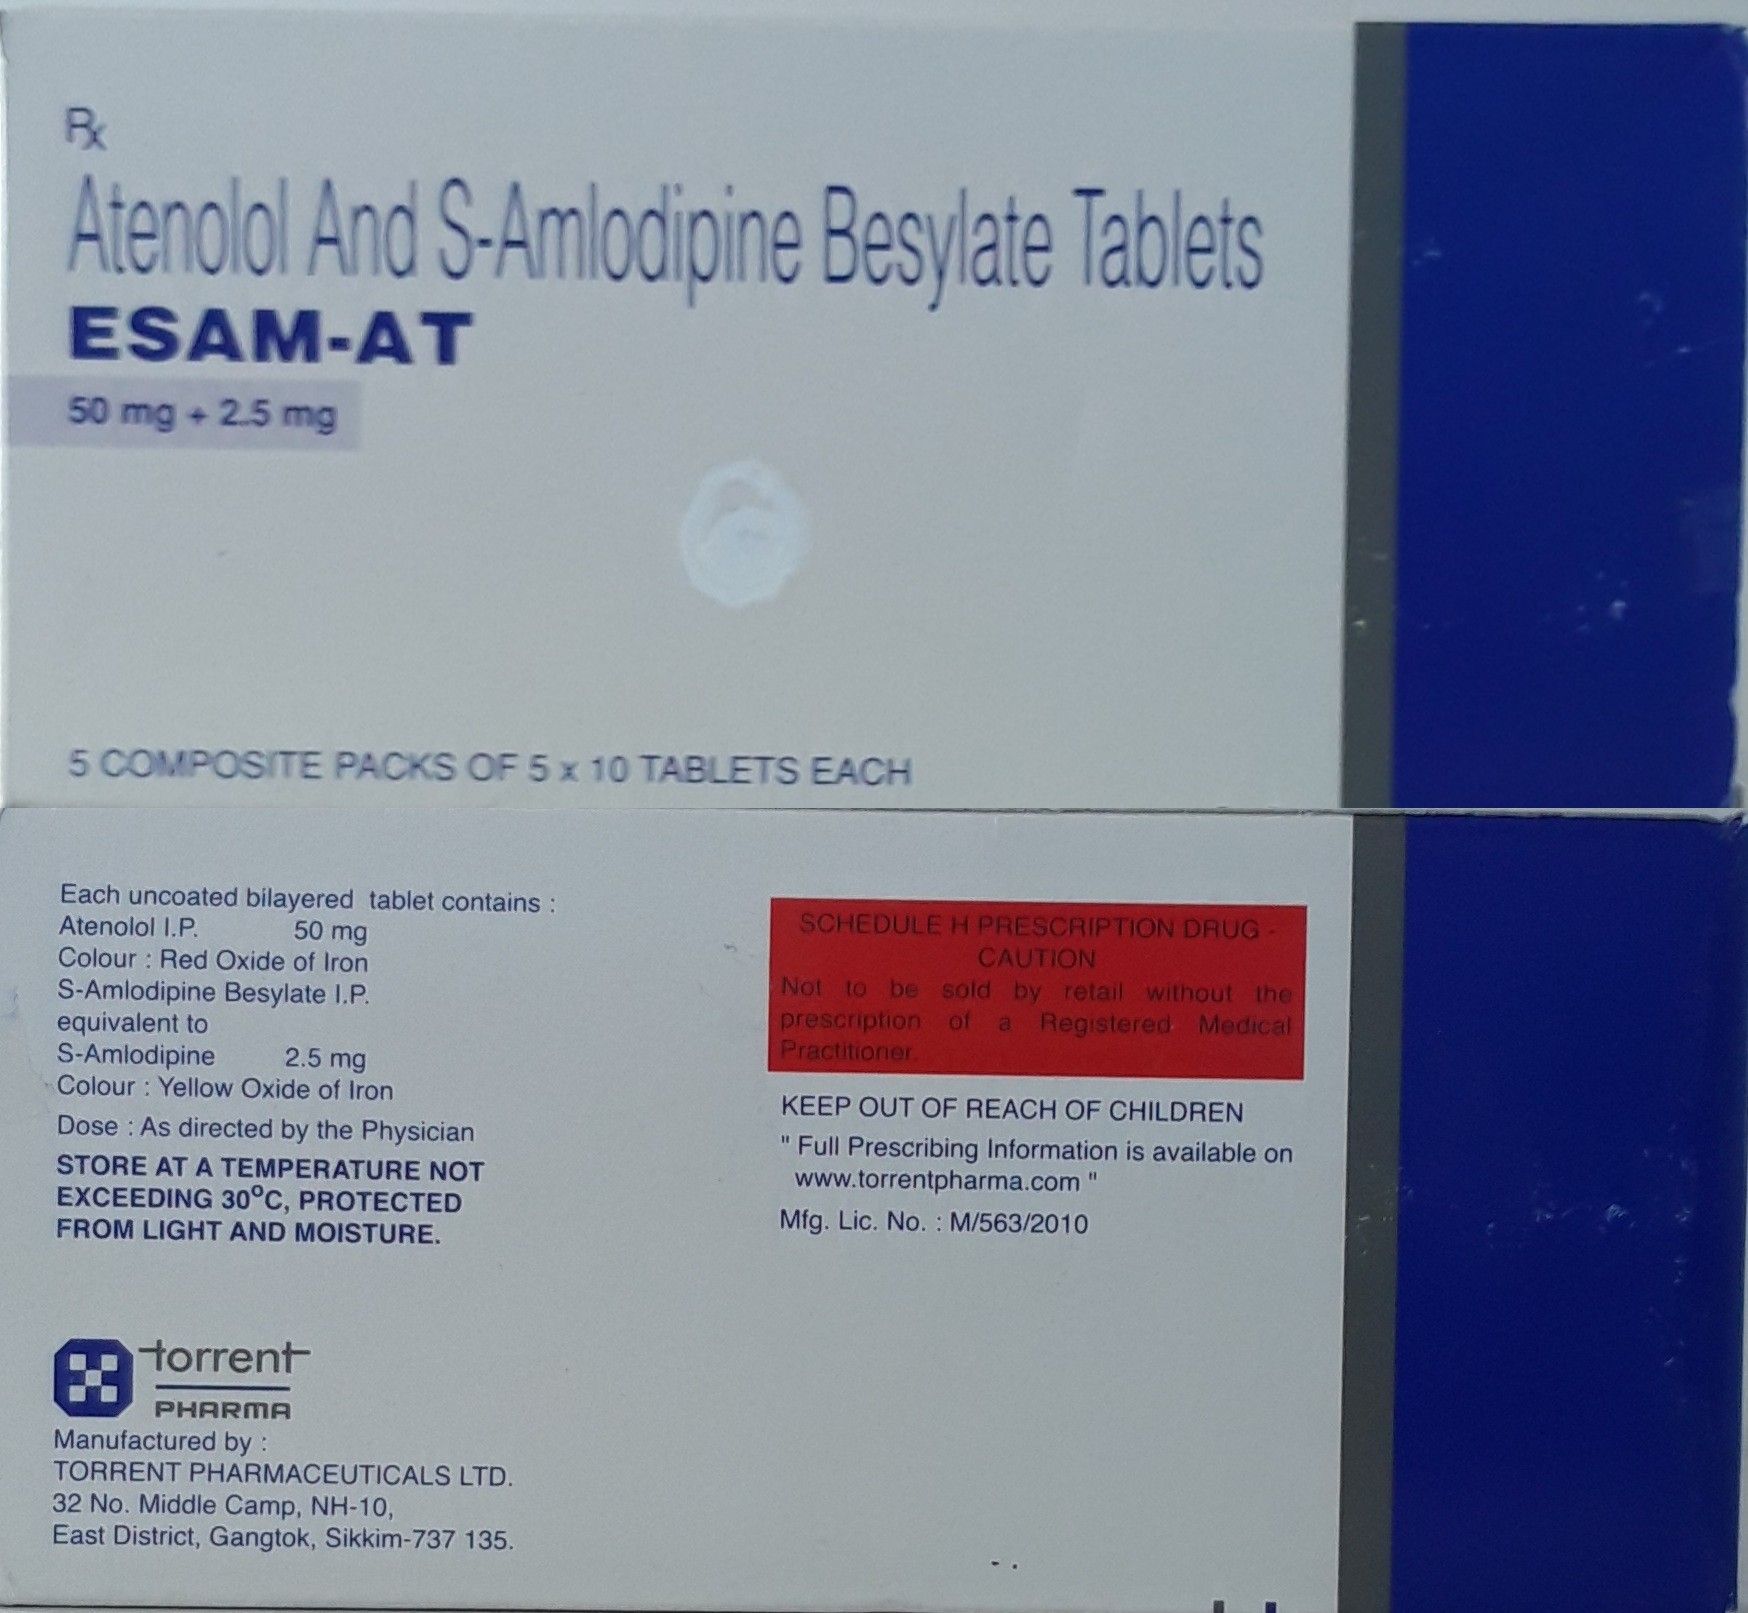 Rx
Atenolol And S-Amlodipine Besylate Tablets
ESAM-AT
50 mg + 2.5 mg
5 COMPOSITE PACKS OF 5 x 10 TABLETS EACH
Each uncoated bilayered tablet contains :
Atenolol I.P. 50 mg
Colour : Red Oxide of Iron
S-Amlodipine Besylate I.P.
equivalent to
S-Amlodipine 2.5 mg
Colour : Yellow Oxide of Iron
Dose : As directed by the Physician
STORE AT A TEMPERATURE NOT
EXCEEDING 30°C, PROTECTED
FROM LIGHT AND MOISTURE.
torrent
PHARMA
Manufactured by :
TORRENT PHARMACEUTICALS LTD.
32 No. Middle Camp, NH-10,
East District, Gangtok, Sikkim-737 135.
SCHEDULE H PRESCRIPTION DRUG -
CAUTION
Not to be sold by retail without the
prescription of a Registered Medical
Practitioner.
KEEP OUT OF REACH OF CHILDREN
" Full Prescribing Information is available on
www.torrentpharma.com "
Mfg. Lic. No. : M/563/2010